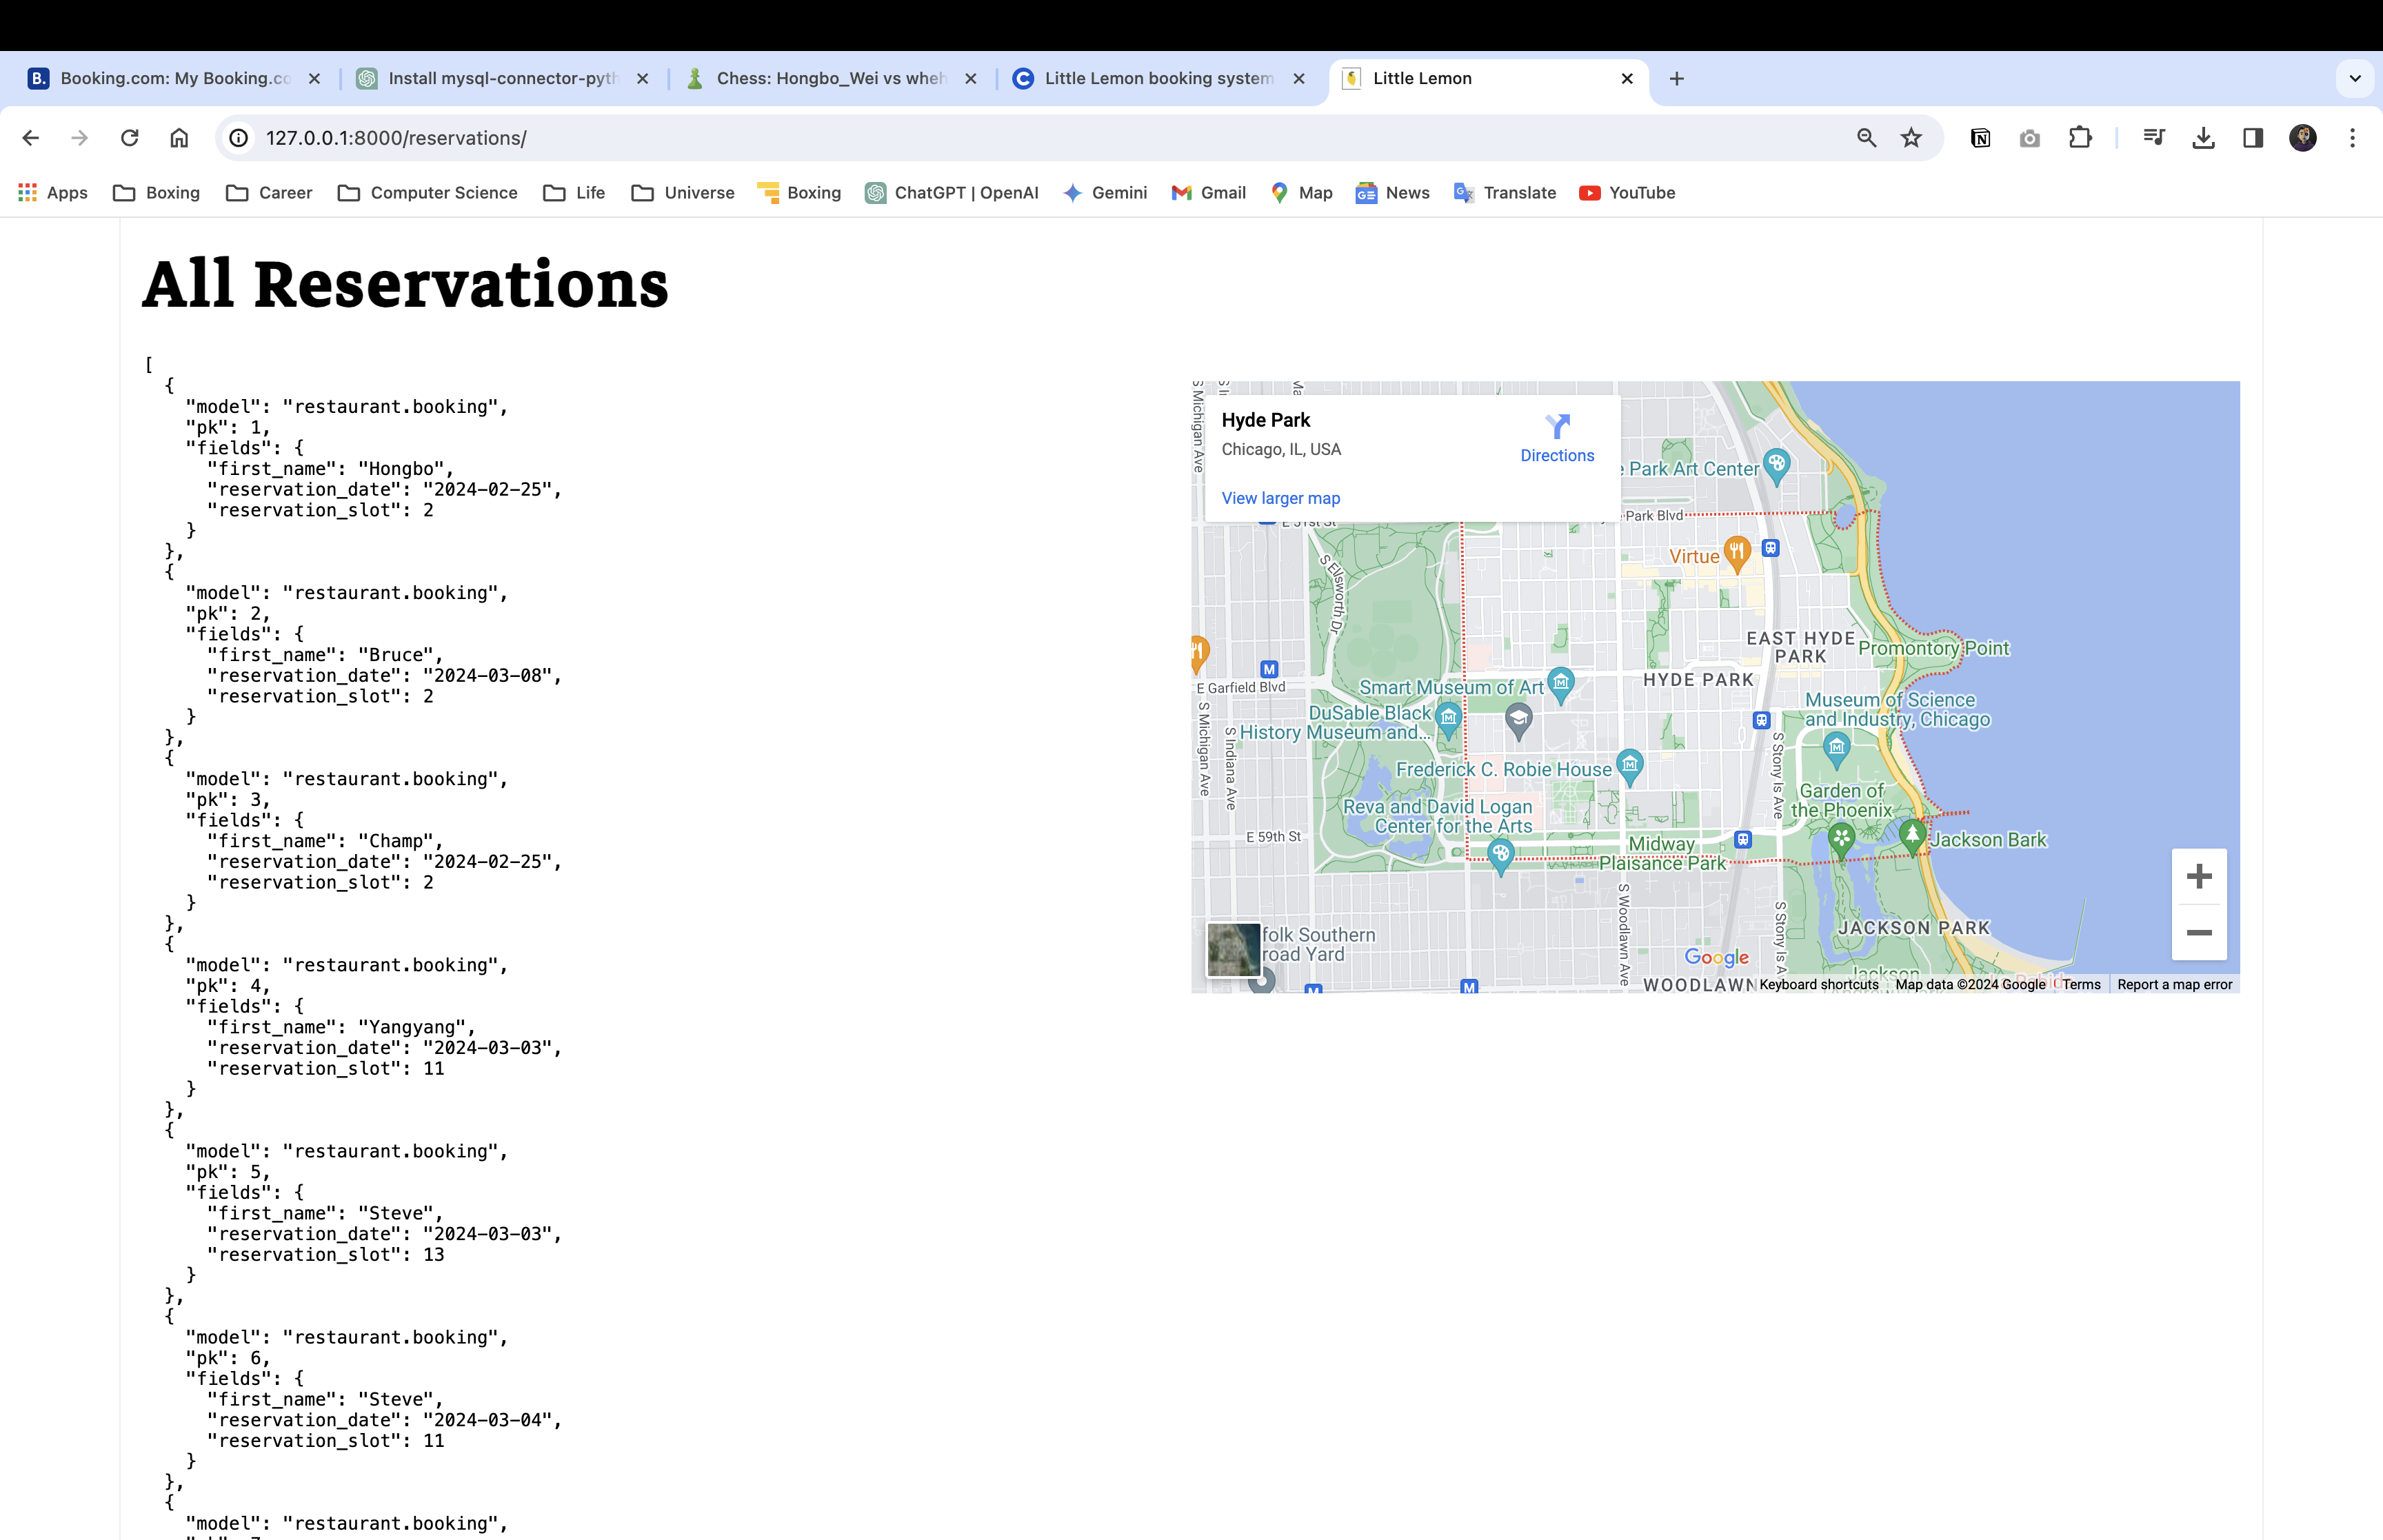 Booking.com: My Booking.co
Install mysql-connector-pyth
Chess: Hongbo_Wei vs wheh
Little Lemon booking system
Little Lemon
127.0.0.1:8000/reservations/
Apps
Boxing
Career
Computer Science
Life
Universe
Boxing
ChatGPT | OpenAI
Gemini
Gmail
Map
News
Translate
YouTube
All Reservations
[
{
"model": "restaurant.booking",
"pk": 1,
"fields": {
"first_name": "Hongbo",
"reservation_date": "2024-02-25",
"reservation_slot": 2
}
},
{
"model": "restaurant.booking",
"pk": 2,
"fields": {
"first_name": "Bruce",
"reservation_date": "2024-03-08",
"reservation_slot": 2
}
},
{
"model": "restaurant.booking",
"pk": 3,
"fields": {
"first_name": "Champ",
"reservation_date": "2024-02-25",
"reservation_slot": 2
}
},
{
"model": "restaurant.booking",
"pk": 4,
"fields": {
"first_name": "Yangyang",
"reservation_date": "2024-03-03",
"reservation_slot": 11
}
},
{
"model": "restaurant.booking",
"pk": 5,
"fields": {
"first_name": "Steve",
"reservation_date": "2024-03-03",
"reservation_slot": 13
}
},
{
"model": "restaurant.booking",
"pk": 6,
"fields": {
"first_name": "Steve",
"reservation_date": "2024-03-04",
"reservation_slot": 11
}
},
{
"model": "restaurant.booking",
Hyde Park
Chicago, IL, USA
Directions
View larger map
S Michigan Ave
Park Art Center
E 51st St
Park Blvd
S Ellsworth Dr
Virtue
EAST HYDE
PARK
Promontory Point
HYDE PARK
E Garfield Blvd
Smart Museum of Art
DuSable Black
History Museum and...
Museum of Science
and Industry, Chicago
S Michigan Ave
S Indiana Ave
S Stony Is Ave
Frederick C. Robie House
Garden of
the Phoenix
Reva and David Logan
Center for the Arts
E 59th St
Midway
Plaisance Park
Jackson Bark
S Woodlawn Ave
S Stony Is A
JACKSON PARK
folk Southern
road Yard
Google
WOODLAWN
Jackson
Keyboard shortcuts
Map data ©2024 Google
Terms
Report a map error